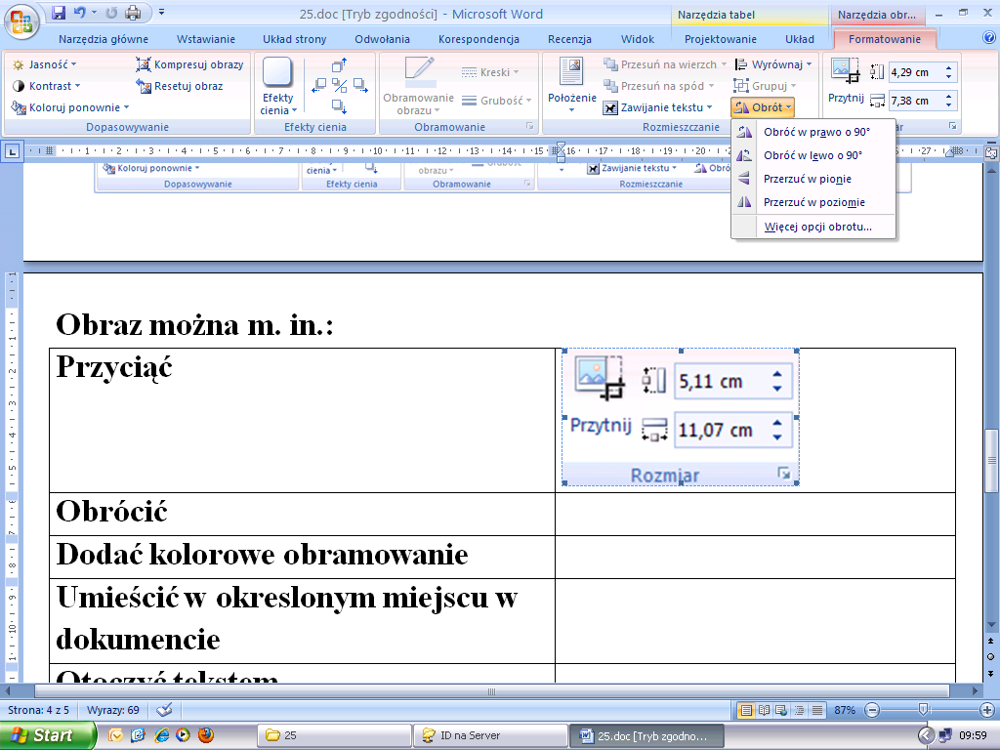 25.doc [Tryb zgodności] - Microsoft Word
Narzędzia tabel
Narzędzia obr...
Narzędzia główne
Wstawianie
Układ strony
Odwołania
Korespondencja
Recenzja
Widok
Projektowanie
Układ
Formatowanie
Jasność
Kontrast
Koloruj ponownie
Kompresuj obrazy
Resetuj obraz
Dopasowywanie
Efekty
cienia
Efekty cienia
Obramowanie
obrazu
Kreski
Grubość
Obramowanie
Położenie
Przesuń na wierzch
Przesuń na spód
Zawijanie tekstu
Wyrównaj
Grupuj
Obrót
Rozmieszczanie
Przytnij
4,29 cm
7,38 cm
Obróć w prawo o 90°
Obróć w lewo o 90°
Przerzuć w pionie
Przerzuć w poziomie
Więcej opcji obrotu...
Koloruj ponownie
Dopasowywanie
cienia
Efekty cienia
obrazu
Obramowanie
Zawijanie tekstu
Rozmieszczanie
Obraz można m. in.:
Przyciąć
Przytnij
5,11 cm
11,07 cm
Rozmiar
Obrócić
Dodać kolorowe obramowanie
Umieścić w okreslonym miejscu w
dokumencie
Otoczyć tekstem
Strona: 4 z 5
Wyrazy: 69
87%
Start
25
ID na Server
25.doc [Tryb zgodno...
09:59